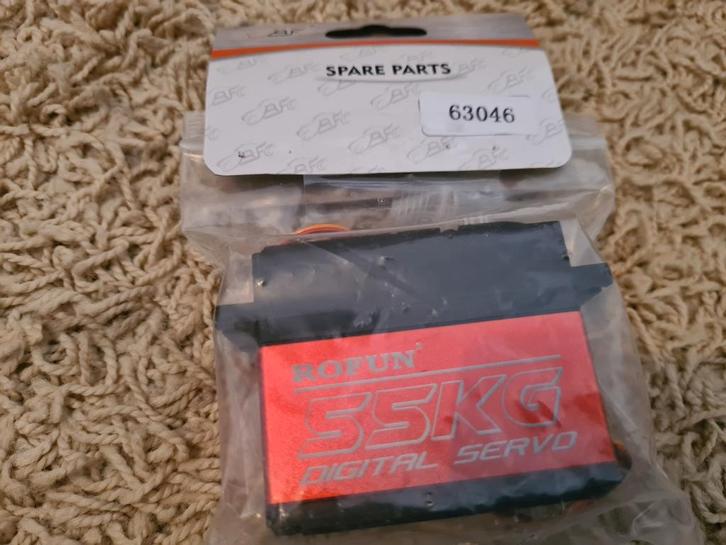 SPARE PARTS
63046
ROFUN
55KG
DIGITAL SERVO